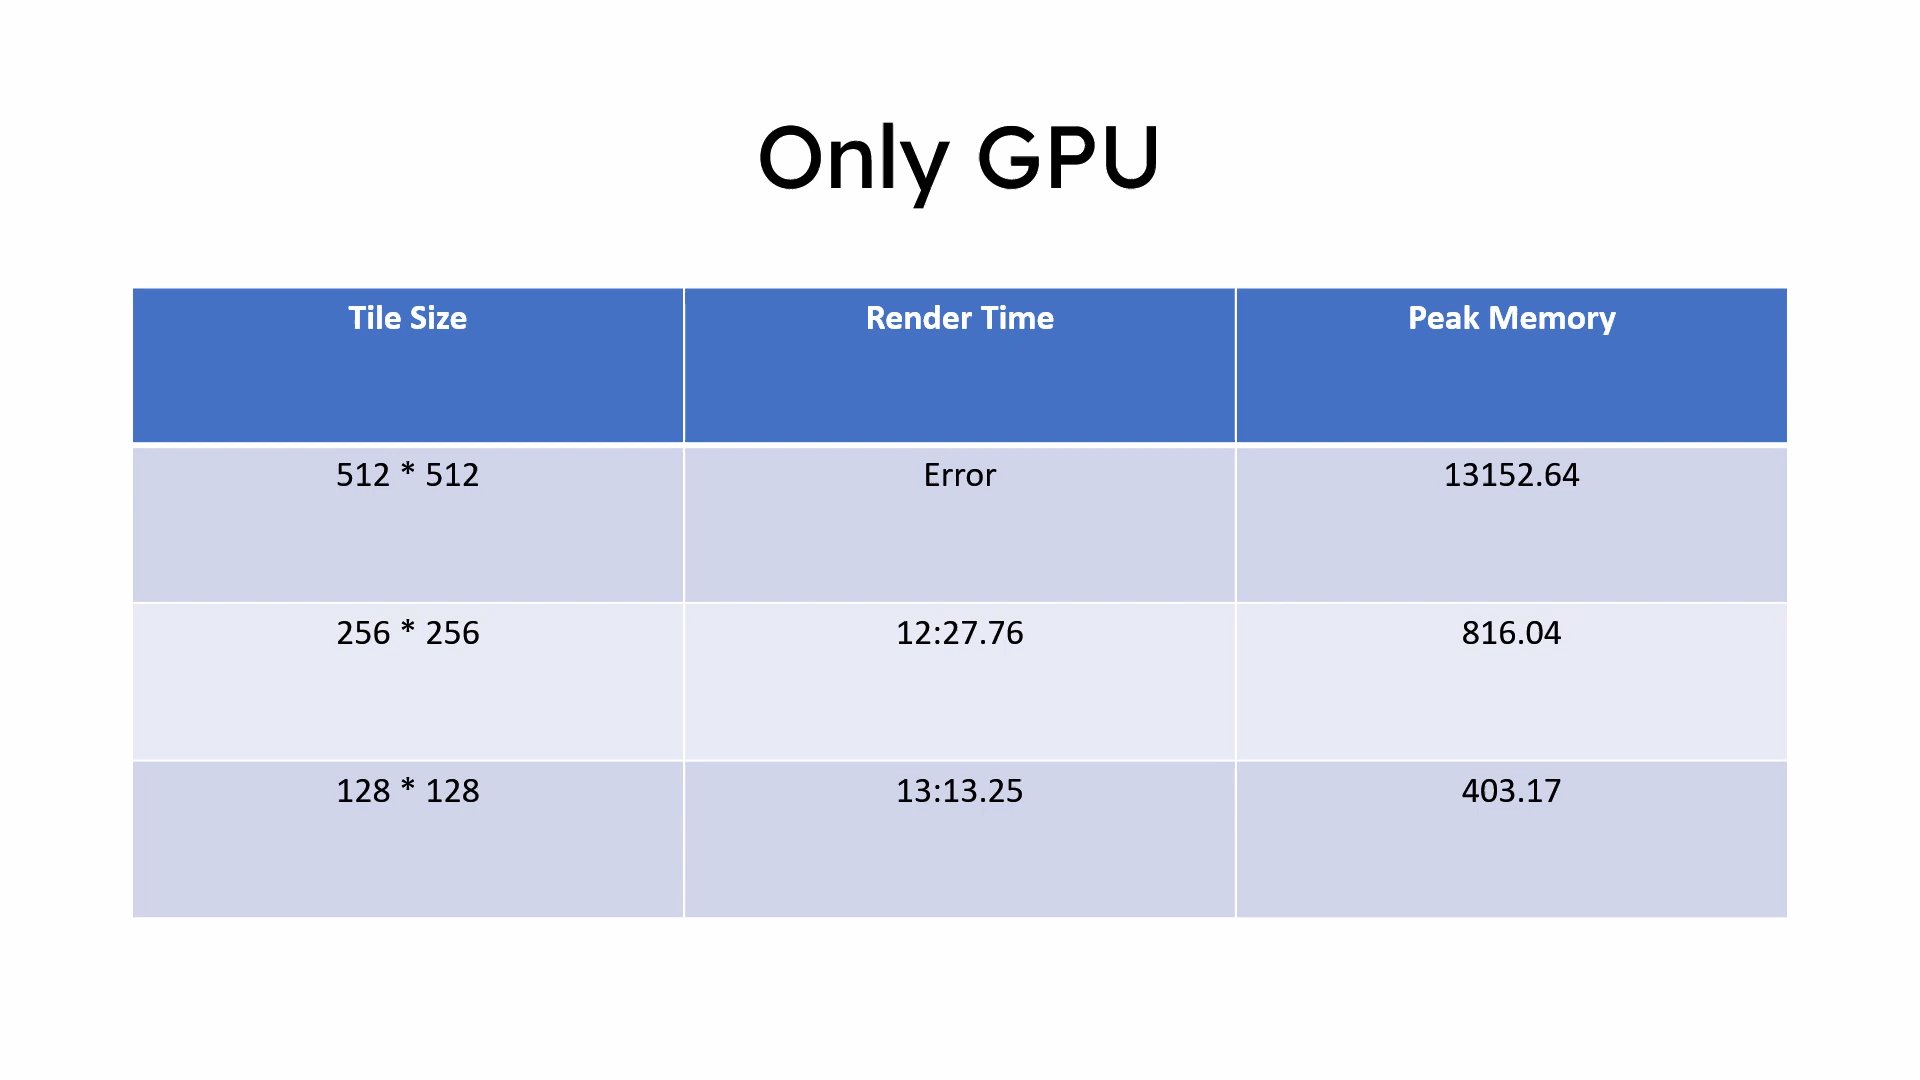 Only GPU
Tile Size Render Time Peak Memory
512 * 512 Error 13152.64
256 * 256 12:27.76 816.04
128 * 128 13:13.25 403.17